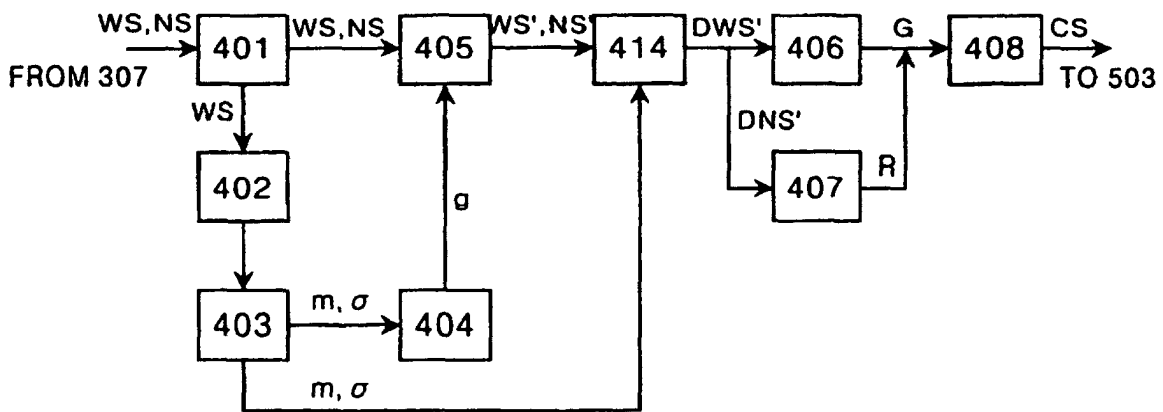 WS,NS
401
WS,NS
405
WS',NS'
414
DWS'
406
G
408
CS
FROM 307
TO 503
WS
DNS'
402
g
407
R
403
m, σ
404
m, σ